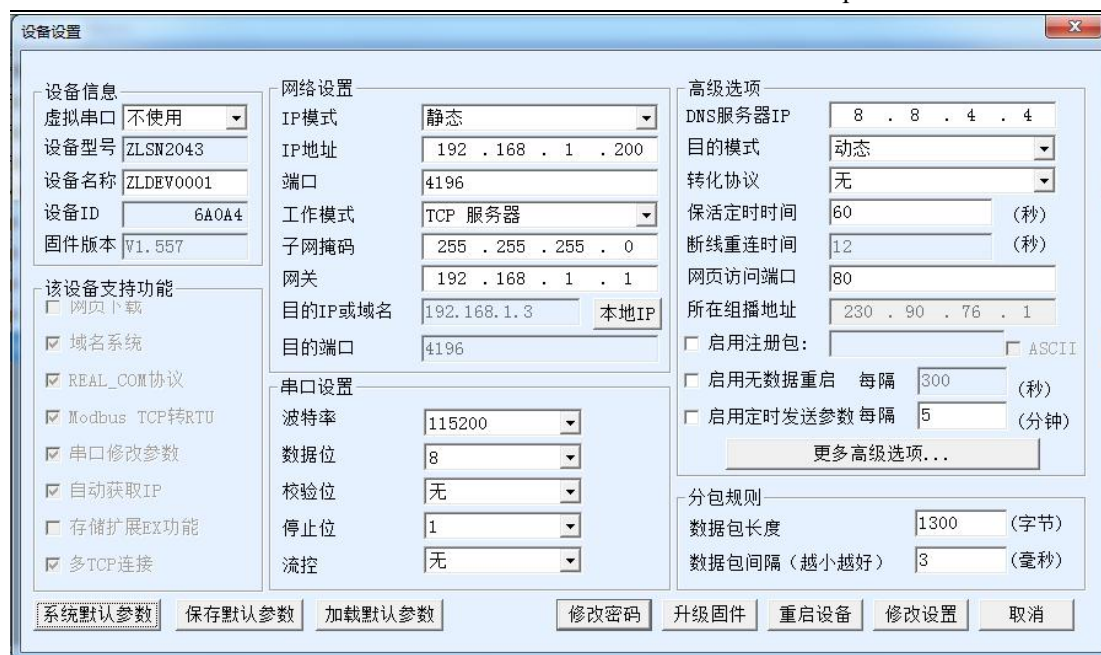 设备设置
设备信息
虚拟串口 不使用
设备型号 ZLSN2043
设备名称 ZLDEV0001
设备ID 6A0A4
固件版本 V1.557
该设备支持功能
网页下载
域名系统
REAL_COM协议
Modbus TCP转RTU
串口修改参数
自动获取IP
存储扩展EX功能
多TCP连接
网络设置
IP模式 静态
IP地址 192 . 168 . 1 . 200
端口 4196
工作模式 TCP 服务器
子网掩码 255 . 255 . 255 . 0
网关 192 . 168 . 1 . 1
目的IP或域名 192.168.1.3 本地IP
目的端口 4196
串口设置
波特率 115200
数据位 8
校验位 无
停止位 1
流控 无
高级选项
DNS服务器IP 8 . 8 . 4 . 4
目的模式 动态
转化协议 无
保活定时时间 60 (秒)
断线重连时间 12 (秒)
网页访问端口 80
所在组播地址 230 . 90 . 76 . 1
启用注册包: ASCII
启用无数据重启 每隔 300 (秒)
启用定时发送参数 每隔 5 (分钟)
更多高级选项...
分包规则
数据包长度 1300 (字节)
数据包间隔（越小越好） 3 (毫秒)
系统默认参数 保存默认参数 加载默认参数 修改密码 升级固件 重启设备 修改设置 取消